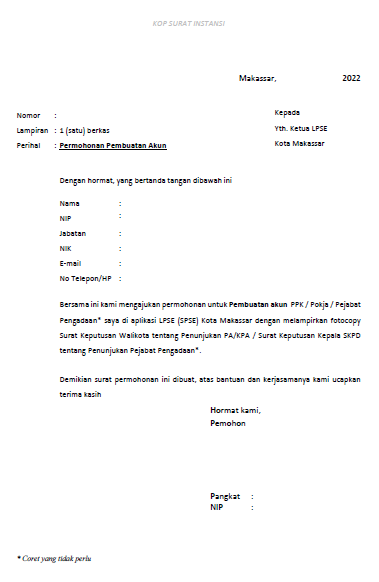 KOP SURAT INSTANSI
Makassar, 2022
Nomor :
Kepada
Lampiran : 1 (satu) berkas
Yth. Ketua LPSE
Perihal : Permohonan Pembuatan Akun
Kota Makassar
Dengan hormat, yang bertanda tangan dibawah ini
Nama :
NIP :
Jabatan :
NIK :
E-mail :
No Telepon/HP :
Bersama ini kami mengajukan permohonan untuk Pembuatan akun PPK / Pokja / Pejabat
Pengadaan* saya di aplikasi LPSE (SPSE) Kota Makassar dengan melampirkan fotocopy
Surat Keputusan Walikota tentang Penunjukan PA/KPA / Surat Keputusan Kepala SKPD
tentang Penunjukan Pejabat Pengadaan*.
Demikian surat permohonan ini dibuat, atas bantuan dan kerjasamanya kami ucapkan
terima kasih
Hormat kami,
Pemohon
Pangkat :
NIP :
* Coret yang tidak perlu